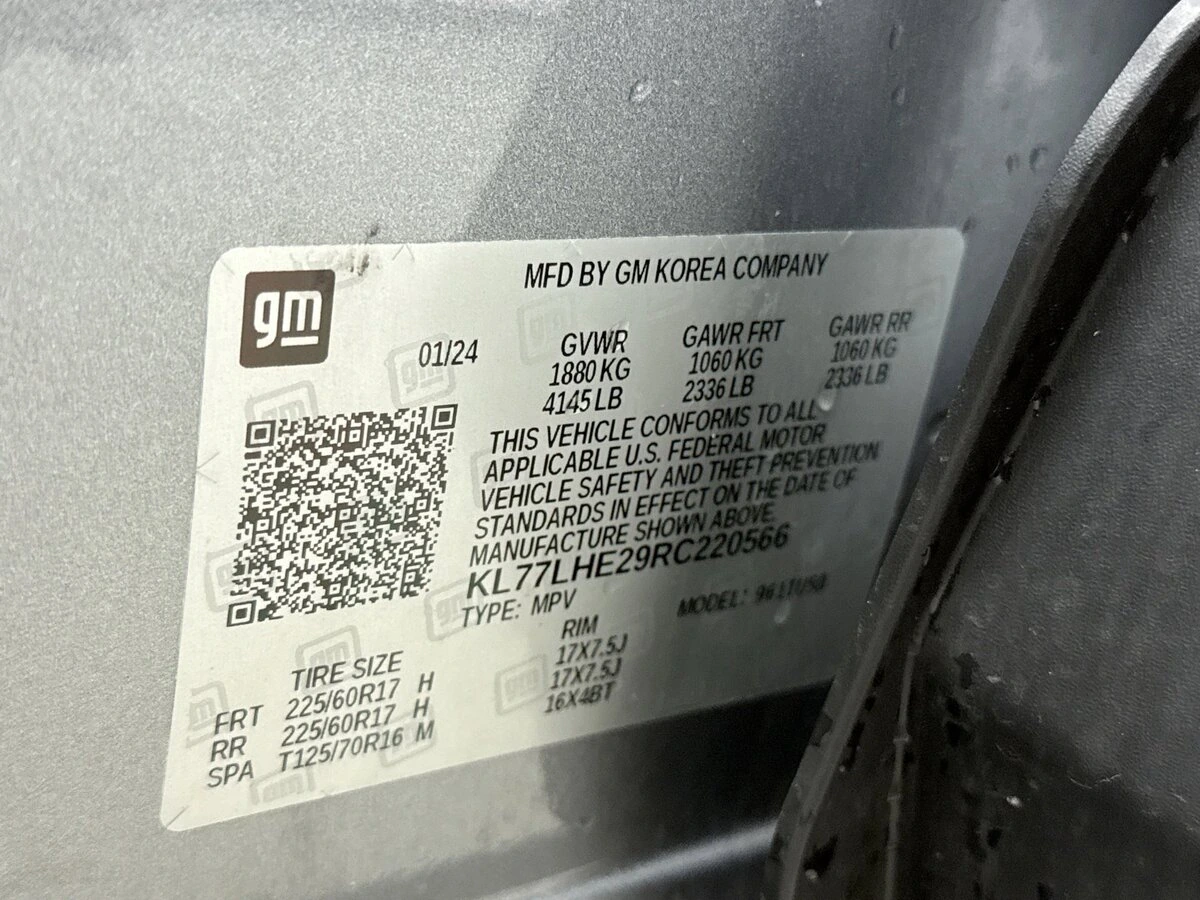 gm
MFD BY GM KOREA COMPANY
01/24
GVWR
1880 KG
4145 LB
GAWR FRT
1060 KG
2336 LB
GAWR RR
1060 KG
2336 LB
THIS VEHICLE CONFORMS TO ALL
APPLICABLE U.S. FEDERAL MOTOR
VEHICLE SAFETY AND THEFT PREVENTION
STANDARDS IN EFFECT ON THE DATE OF
MANUFACTURE SHOWN ABOVE.
KL77LHE29RC220566
TYPE: MPV
MODEL:
TIRE SIZE RIM
FRT 225/60R17 H 17X7.5J
RR 225/60R17 H 17X7.5J
SPA T125/70R16 M 16X4BT